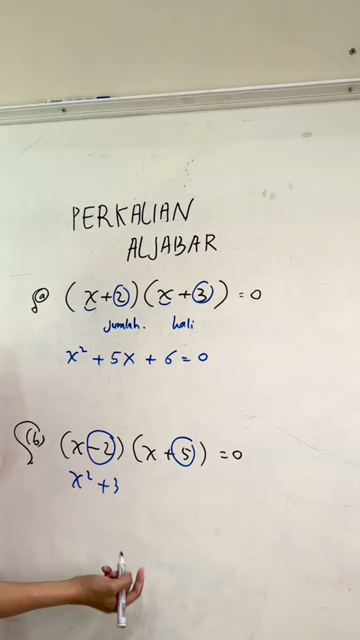 PERKALIAN
ALJABAR
(a) (x+2)(x+3)=0
jumlah. kali
x² + 5x + 6 = 0
(b) (x-2)(x+5)=0
x² + 3